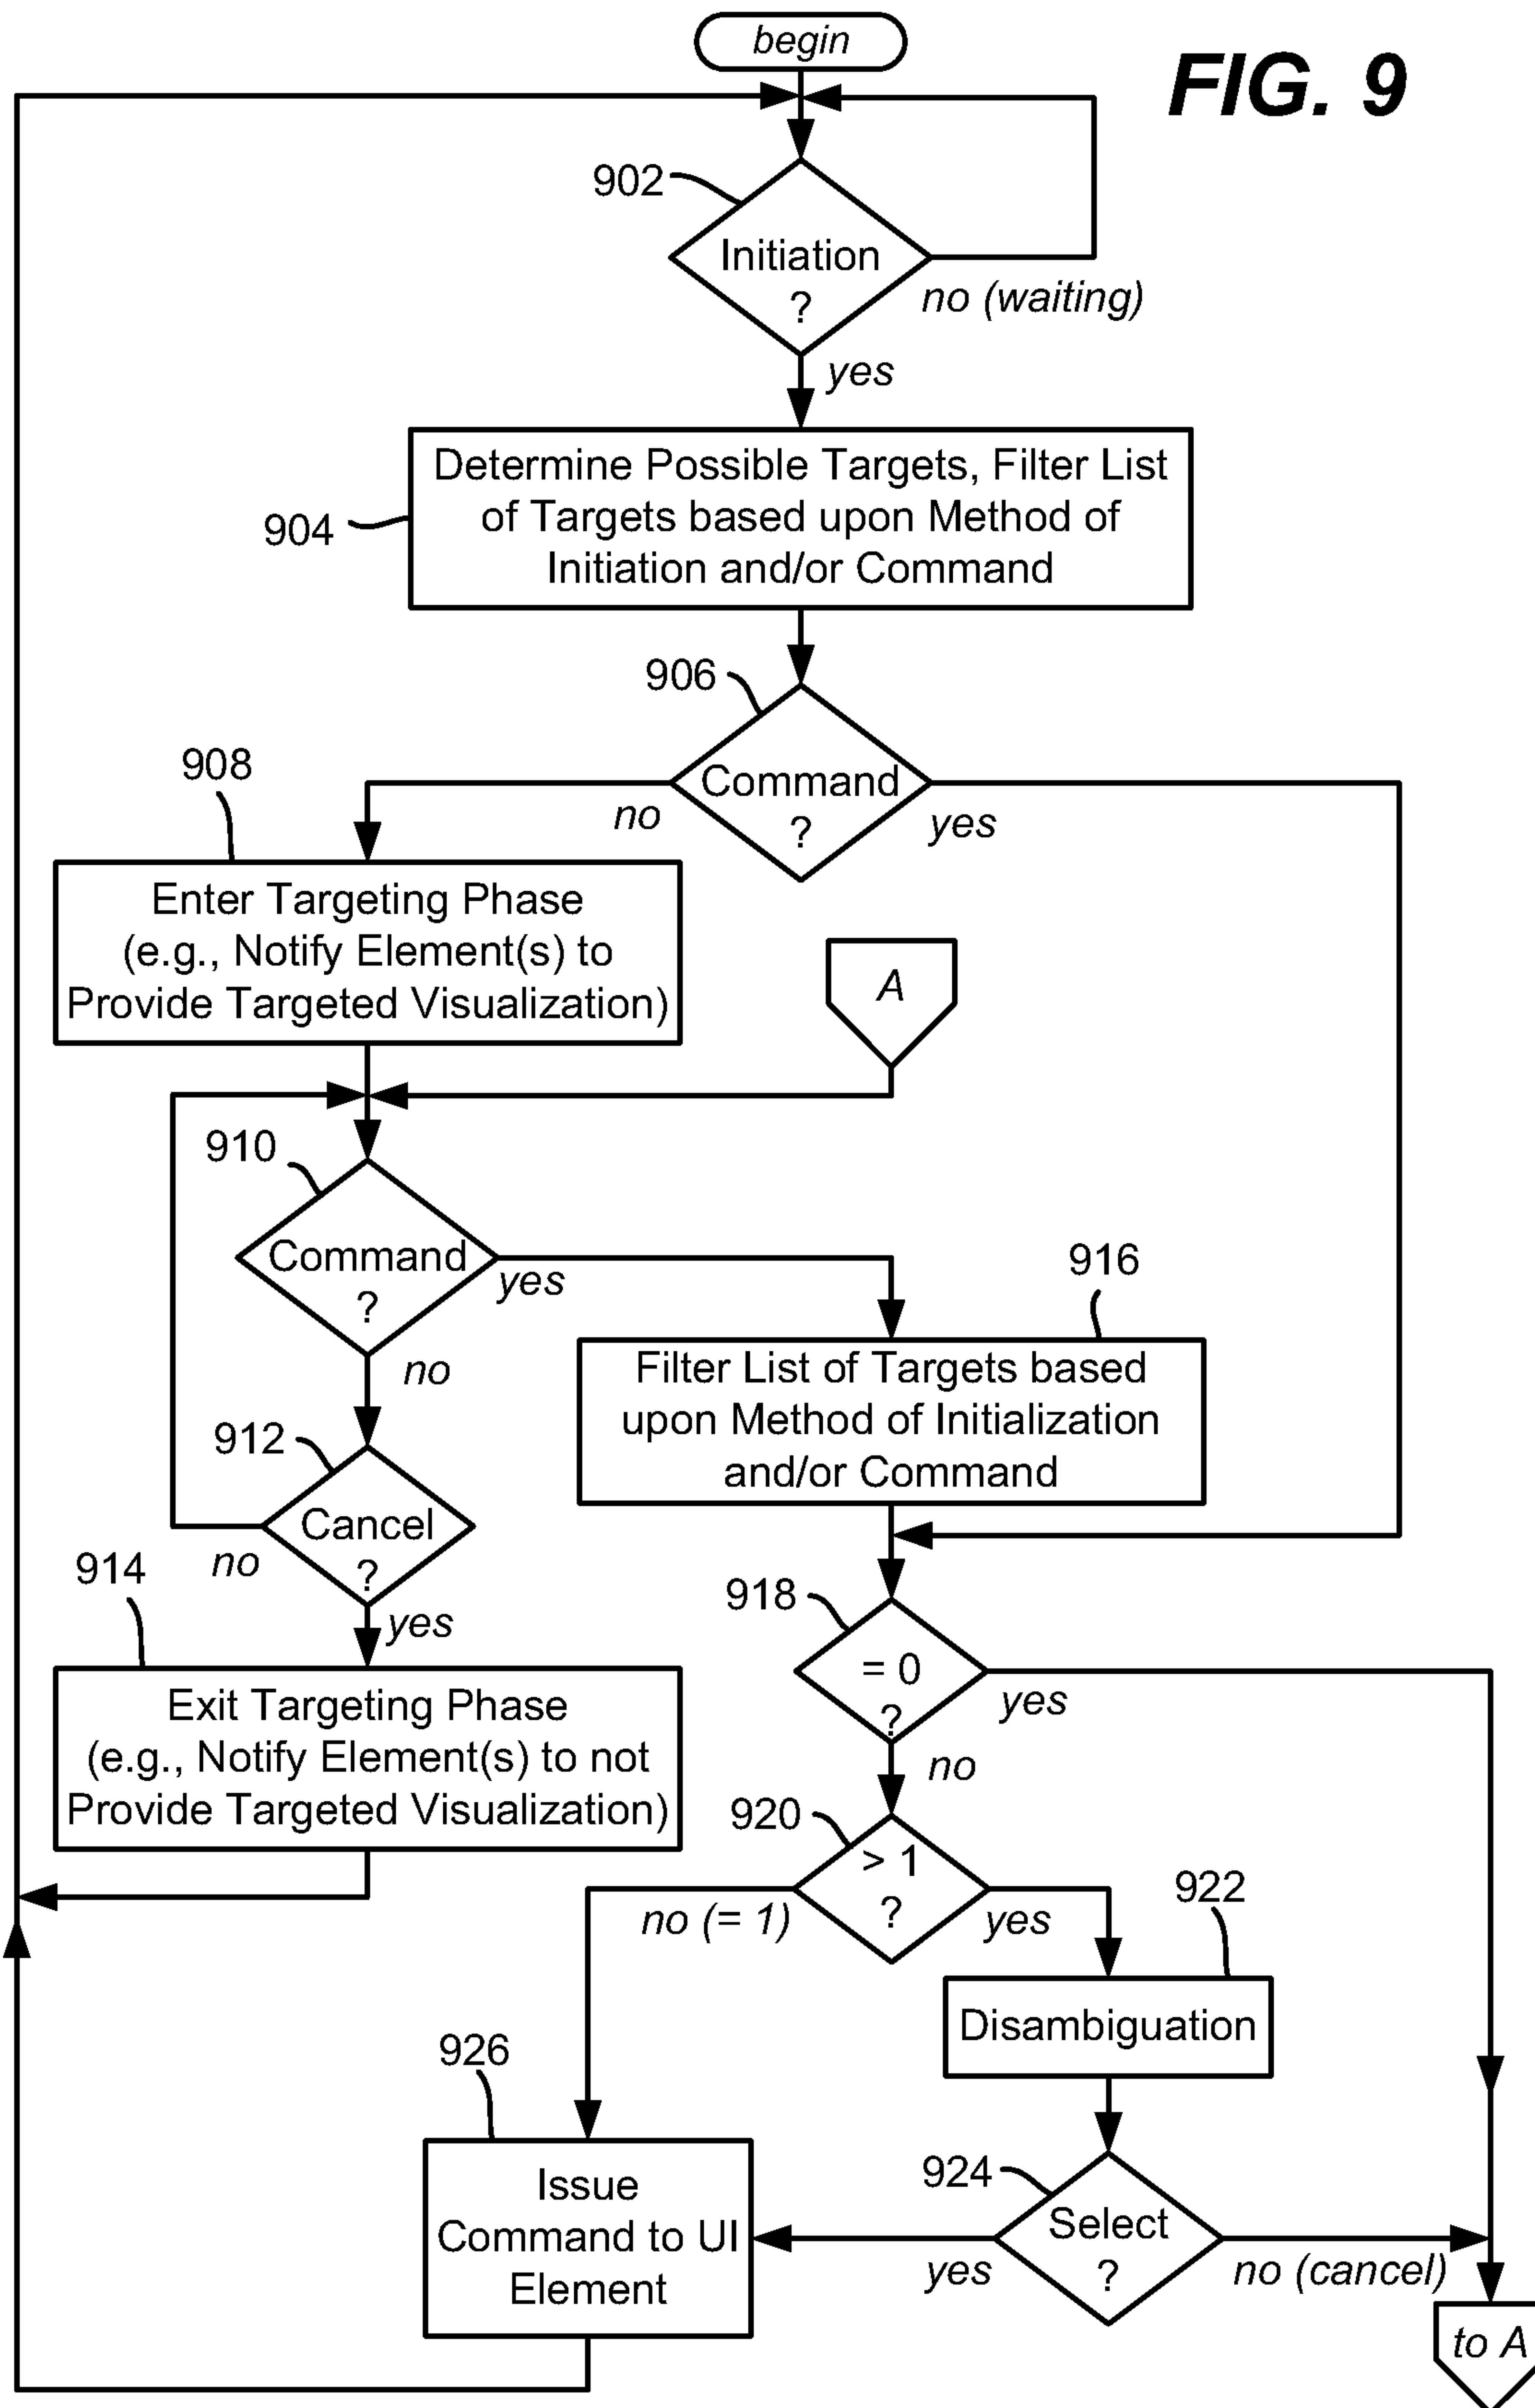 begin
FIG. 9
902
Initiation
?
no (waiting)
yes
904
Determine Possible Targets, Filter List
of Targets based upon Method of
Initiation and/or Command
906
Command
?
no
yes
908
Enter Targeting Phase
(e.g., Notify Element(s) to
Provide Targeted Visualization)
A
910
Command
?
yes
no
916
Filter List of Targets based
upon Method of Initialization
and/or Command
912
Cancel
?
no
yes
914
Exit Targeting Phase
(e.g., Notify Element(s) to not
Provide Targeted Visualization)
918
= 0
?
yes
no
920
> 1
?
no (= 1)
yes
922
Disambiguation
926
Issue
Command to UI
Element
924
Select
?
yes
no (cancel)
to A